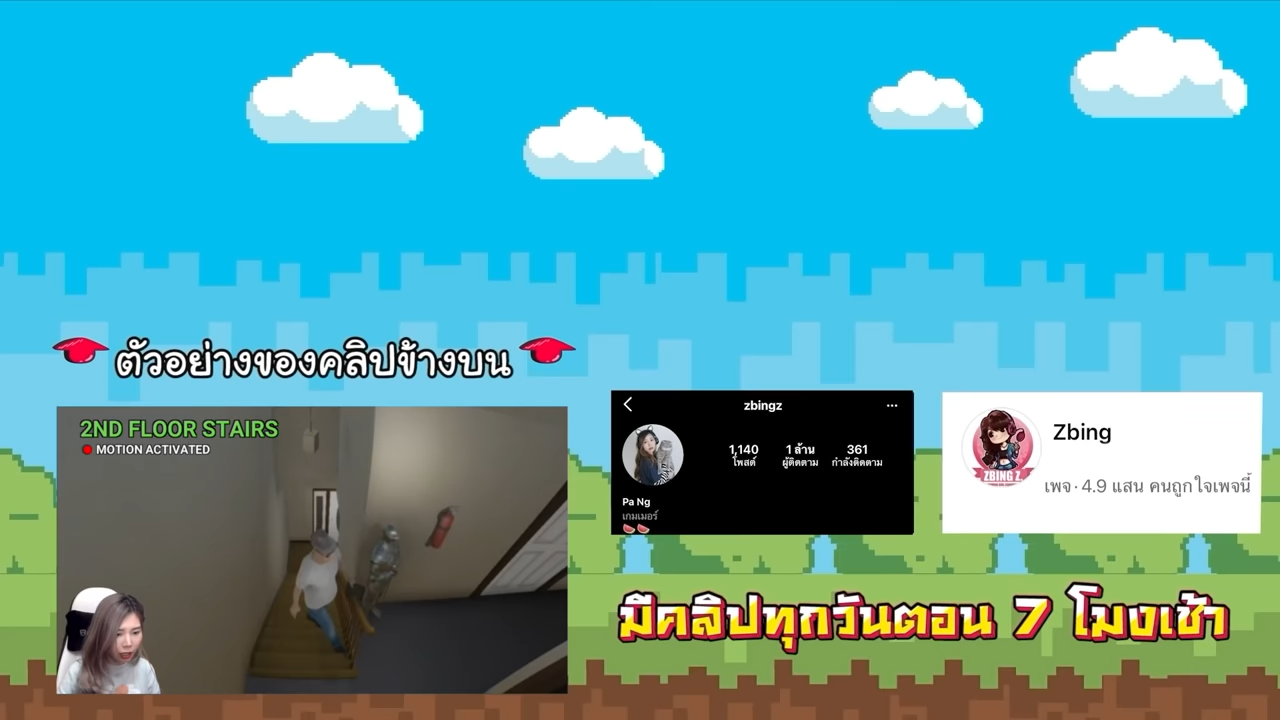 ตัวอย่างของคลิปข้างบน
2ND FLOOR STAIRS
MOTION ACTIVATED
zbingz
1,140 1 ล้าน 361
โพสต์ ผู้ติดตาม กำลังติดตาม
Pa Ng
เกมเมอร์
Zbing
ZBING Z.
เพจ · 4.9 แสน คนถูกใจเพจนี้
มีคลิปทุกวันตอน 7 โมงเช้า